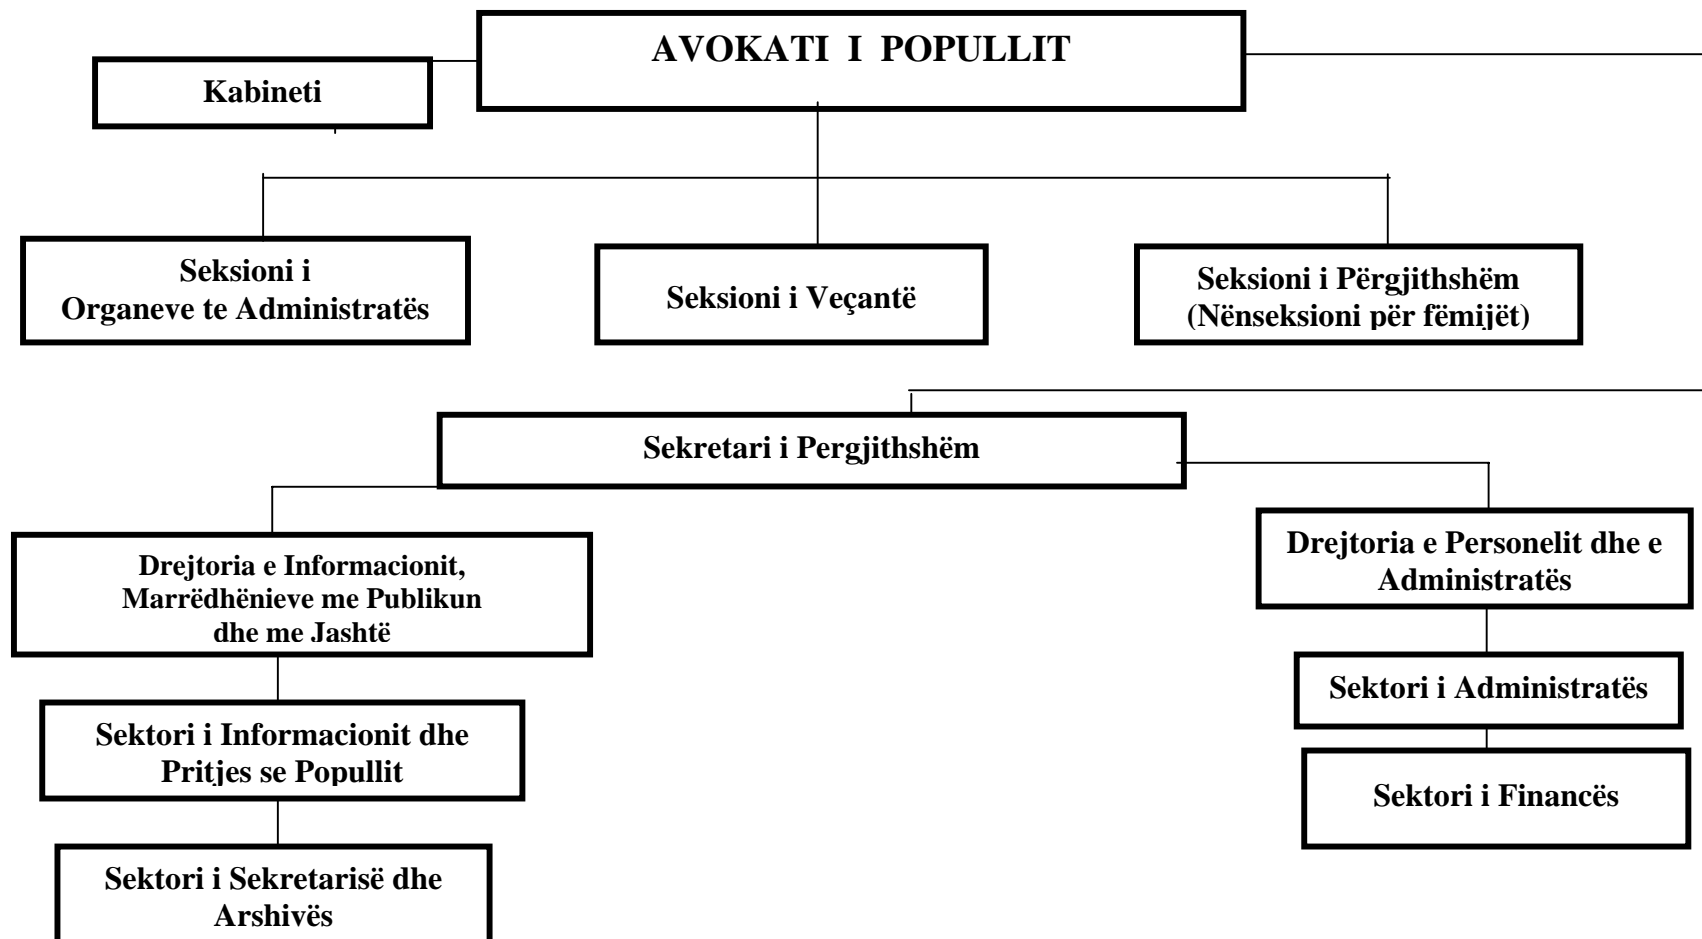 AVOKATI I POPULLIT
Kabineti
Seksioni i
Organeve te Administratës
Seksioni i Veçantë
Seksioni i Përgjithshëm
(Nënseksioni për fëmijët)
Sekretari i Pergjithshëm
Drejtoria e Informacionit,
Marrëdhënieve me Publikun
dhe me Jashtë
Drejtoria e Personelit dhe e
Administratës
Sektori i Administratës
Sektori i Informacionit dhe
Pritjes se Popullit
Sektori i Financës
Sektori i Sekretarisë dhe
Arshivës